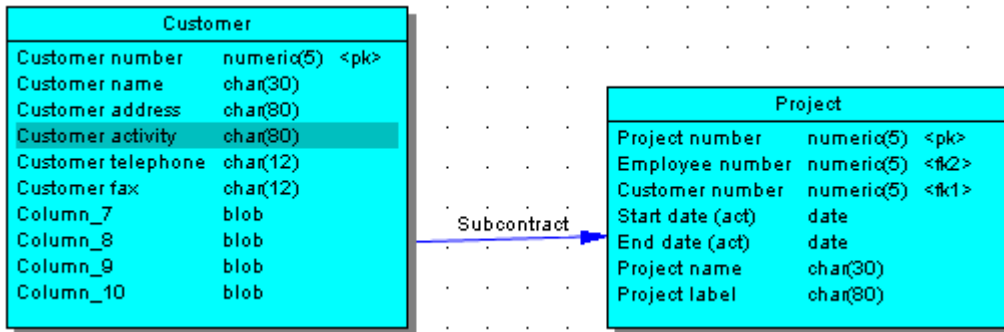 Customer
Customer number numeric(5) <pk>
Customer name char(30)
Customer address char(80)
Customer activity char(80)
Customer telephone char(12)
Customer fax char(12)
Column_7 blob
Column_8 blob
Column_9 blob
Column_10 blob
Subcontract
Project
Project number numeric(5) <pk>
Employee number numeric(5) <fk2>
Customer number numeric(5) <fk1>
Start date (act) date
End date (act) date
Project name char(30)
Project label char(80)